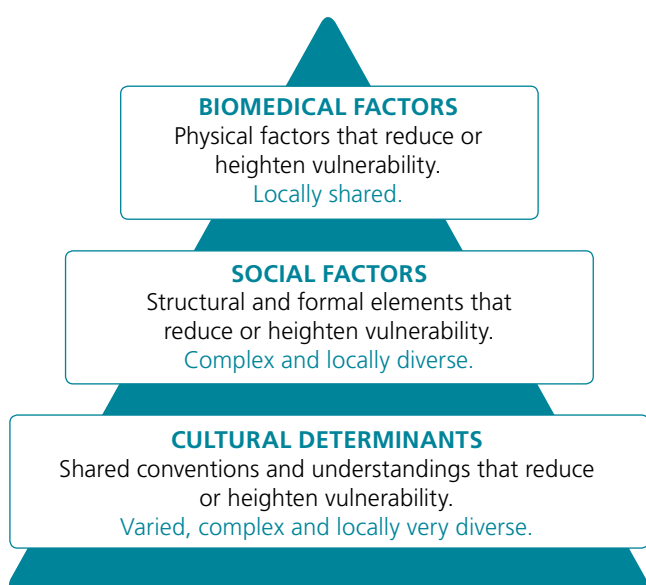 BIOMEDICAL FACTORS
Physical factors that reduce or
heighten vulnerability.
Locally shared.
SOCIAL FACTORS
Structural and formal elements that
reduce or heighten vulnerability.
Complex and locally diverse.
CULTURAL DETERMINANTS
Shared conventions and understandings that reduce
or heighten vulnerability.
Varied, complex and locally very diverse.